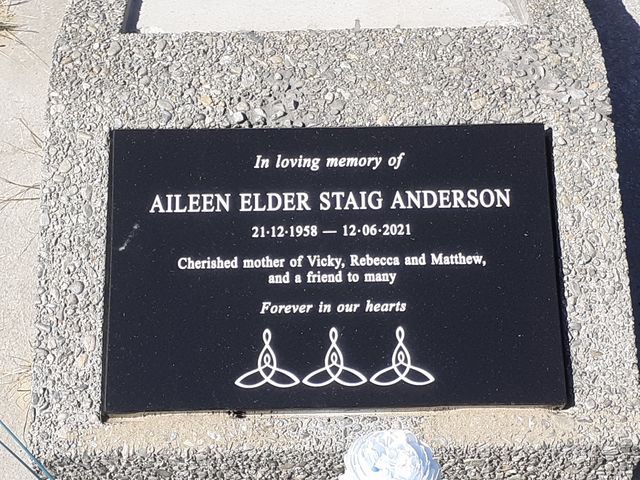 In loving memory of
AILEEN ELDER STAIG ANDERSON
21·12·1958 — 12·06·2021
Cherished mother of Vicky, Rebecca and Matthew,
and a friend to many
Forever in our hearts